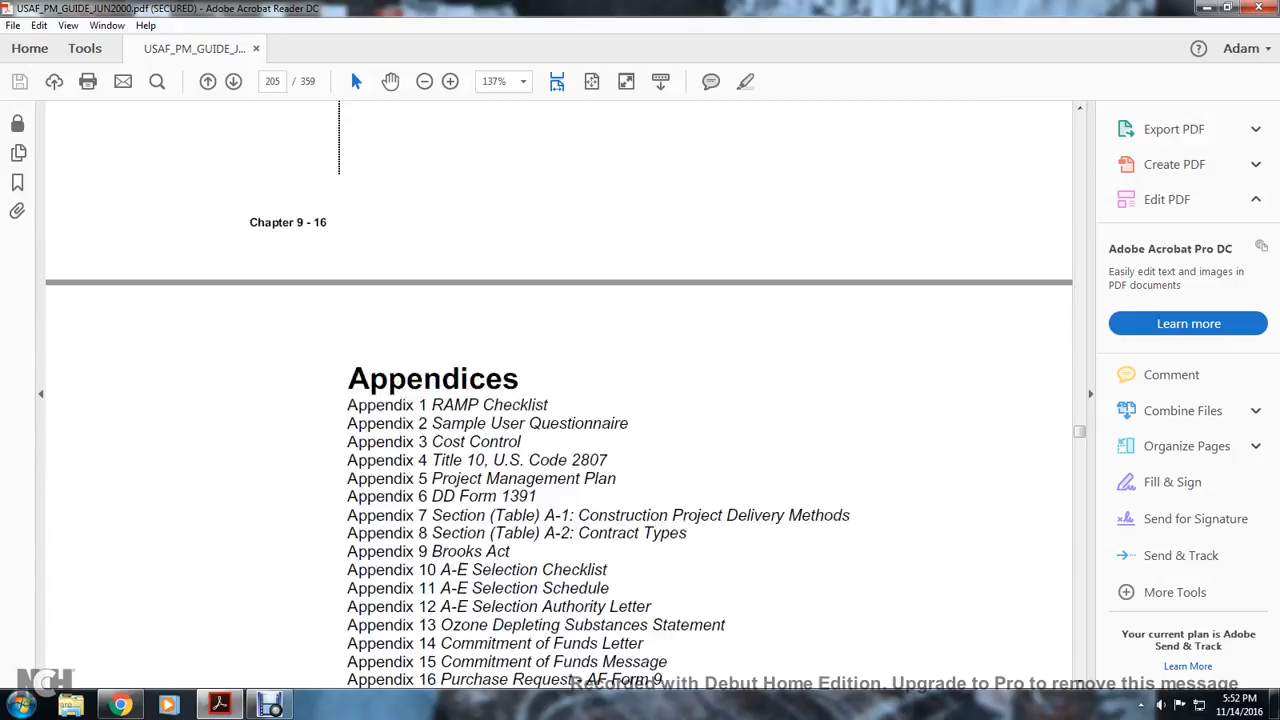 USAF_PM_GUIDE_JUN2000.pdf (SECURED) - Adobe Acrobat Reader DC
File Edit View Window Help
Home Tools USAF_PM_GUIDE_J... × Adam
205 / 359 137%
Chapter 9 - 16
Appendices
Appendix 1 RAMP Checklist
Appendix 2 Sample User Questionnaire
Appendix 3 Cost Control
Appendix 4 Title 10, U.S. Code 2807
Appendix 5 Project Management Plan
Appendix 6 DD Form 1391
Appendix 7 Section (Table) A-1: Construction Project Delivery Methods
Appendix 8 Section (Table) A-2: Contract Types
Appendix 9 Brooks Act
Appendix 10 A-E Selection Checklist
Appendix 11 A-E Selection Schedule
Appendix 12 A-E Selection Authority Letter
Appendix 13 Ozone Depleting Substances Statement
Appendix 14 Commitment of Funds Letter
Appendix 15 Commitment of Funds Message
Appendix 16 Purchase Request - AF Form 9
Export PDF
Create PDF
Edit PDF
Adobe Acrobat Pro DC
Easily edit text and images in
PDF documents
Learn more
Comment
Combine Files
Organize Pages
Fill & Sign
Send for Signature
Send & Track
More Tools
Your current plan is Adobe
Send & Track
Learn More
NCH
Recorded with Debut Home Edition. Upgrade to Pro to remove this message
5:52 PM
11/14/2016